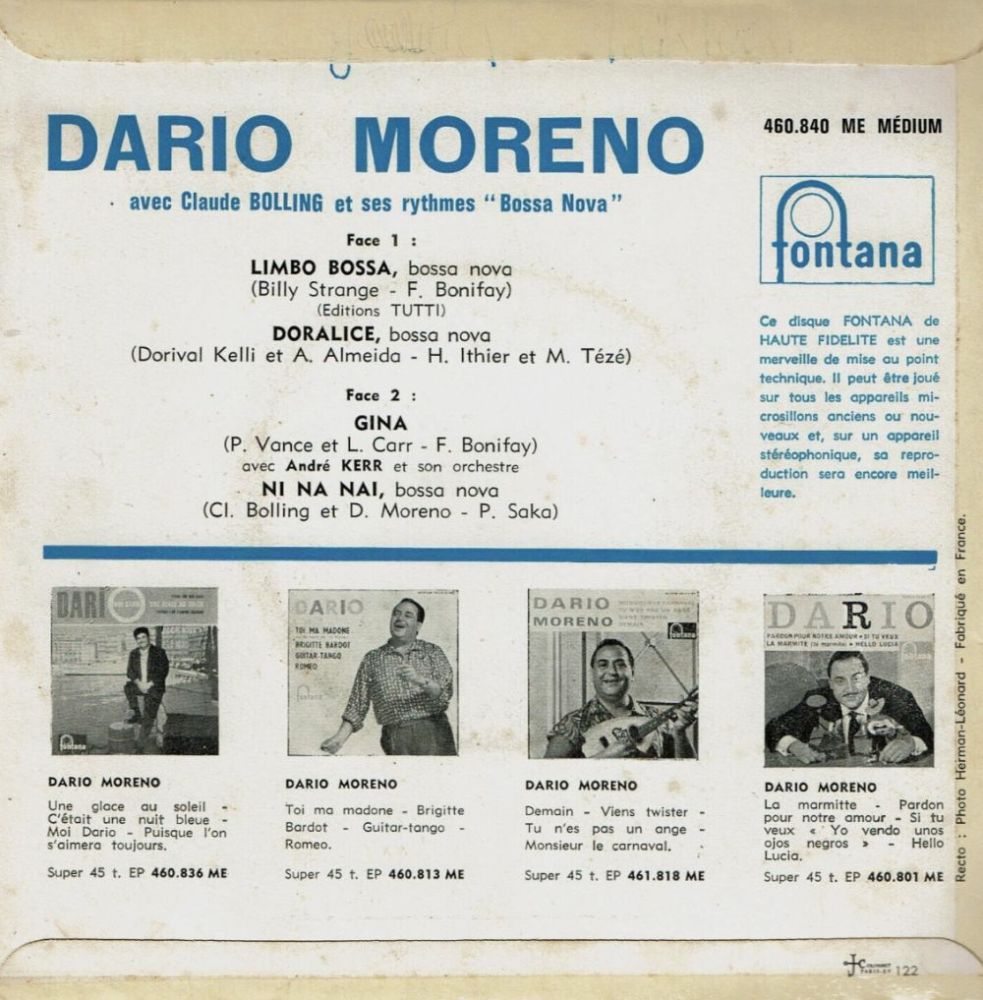 DARIO MORENO
avec Claude BOLLING et ses rythmes "Bossa Nova"
460.840 ME MÉDIUM
fontana
Face 1 :
LIMBO BOSSA, bossa nova
(Billy Strange - F. Bonifay)
(Editions TUTTI)
DORALICE, bossa nova
(Dorival Kelli et A. Almeida - H. Ithier et M. Tézé)
Face 2 :
GINA
(P. Vance et L. Carr - F. Bonifay)
avec André KERR et son orchestre
NI NA NAI, bossa nova
(Cl. Bolling et D. Moreno - P. Saka)
Ce disque FONTANA de
HAUTE FIDELITE est une
merveille de mise au point
technique. Il peut être joué
sur tous les appareils mi-
crosillons anciens ou nou-
veaux et, sur un appareil
stéréophonique, sa repro-
duction sera encore meil-
leure.
DARIO
fontana
DARIO MORENO
Une glace au soleil -
C'était une nuit bleue -
Moi Dario - Puisque l'on
s'aimera toujours.
Super 45 t. EP 460.836 ME
DARIO
TOI MA MADONE
BRIGITTE BARDOT
GUITAR-TANGO
ROMEO
fontana
DARIO MORENO
Toi ma madone - Brigitte
Bardot - Guitar-tango -
Romeo.
Super 45 t. EP 460.813 ME
DARIO
MORENO
fontana
DARIO MORENO
Demain - Viens twister -
Tu n'es pas un ange -
Monsieur le carnaval.
Super 45 t. EP 461.818 ME
DARIO
PARDON POUR NOTRE AMOUR • SI TU VEUX
LA MARMITE (la marmita) • HELLO LUCIA
fontana
DARIO MORENO
La marmitte - Pardon
pour notre amour - Si tu
veux « Yo vendo unos
ojos negros » - Hello
Lucia.
Super 45 t. EP 460.801 ME
Recto : Photo Herman-Léonard - Fabriqué en France.
122